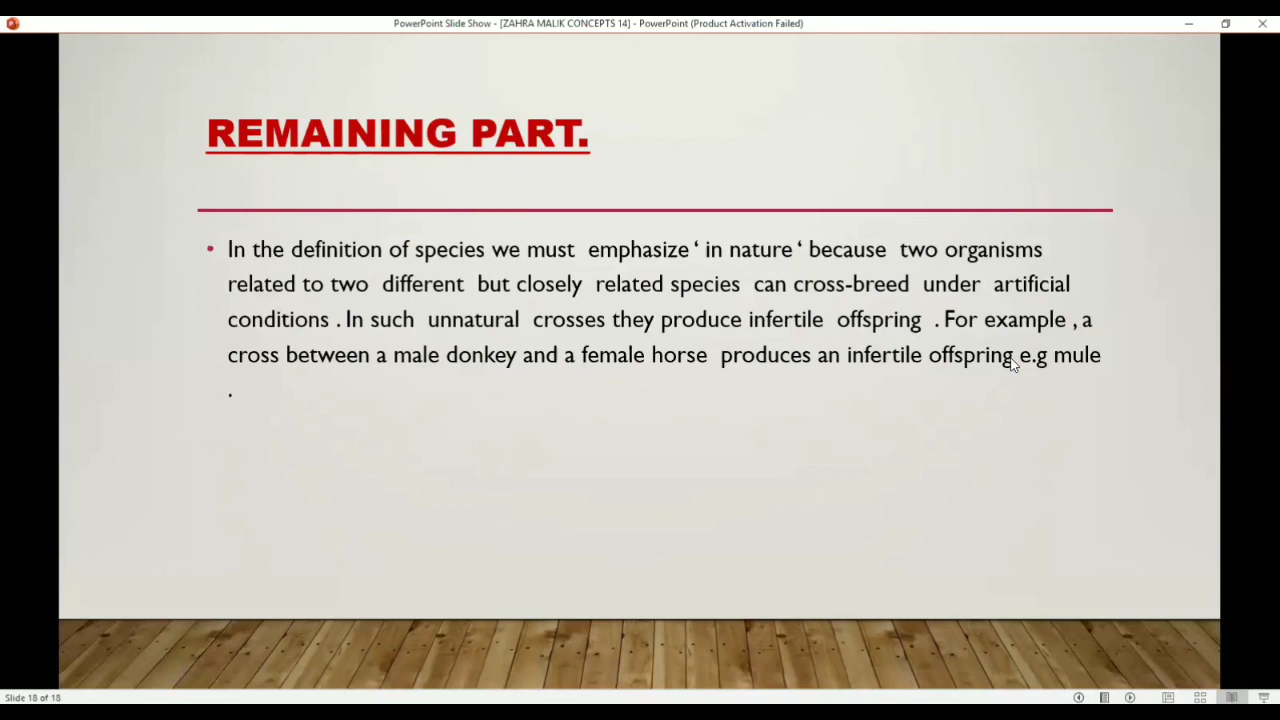 PowerPoint Slide Show - [ZAHRA MALIK CONCEPTS 14] - PowerPoint (Product Activation Failed)
REMAINING PART.
• In the definition of species we must emphasize ‘ in nature ‘ because two organisms
related to two different but closely related species can cross-breed under artificial
conditions . In such unnatural crosses they produce infertile offspring . For example , a
cross between a male donkey and a female horse produces an infertile offspring e.g mule
.
Slide 18 of 18